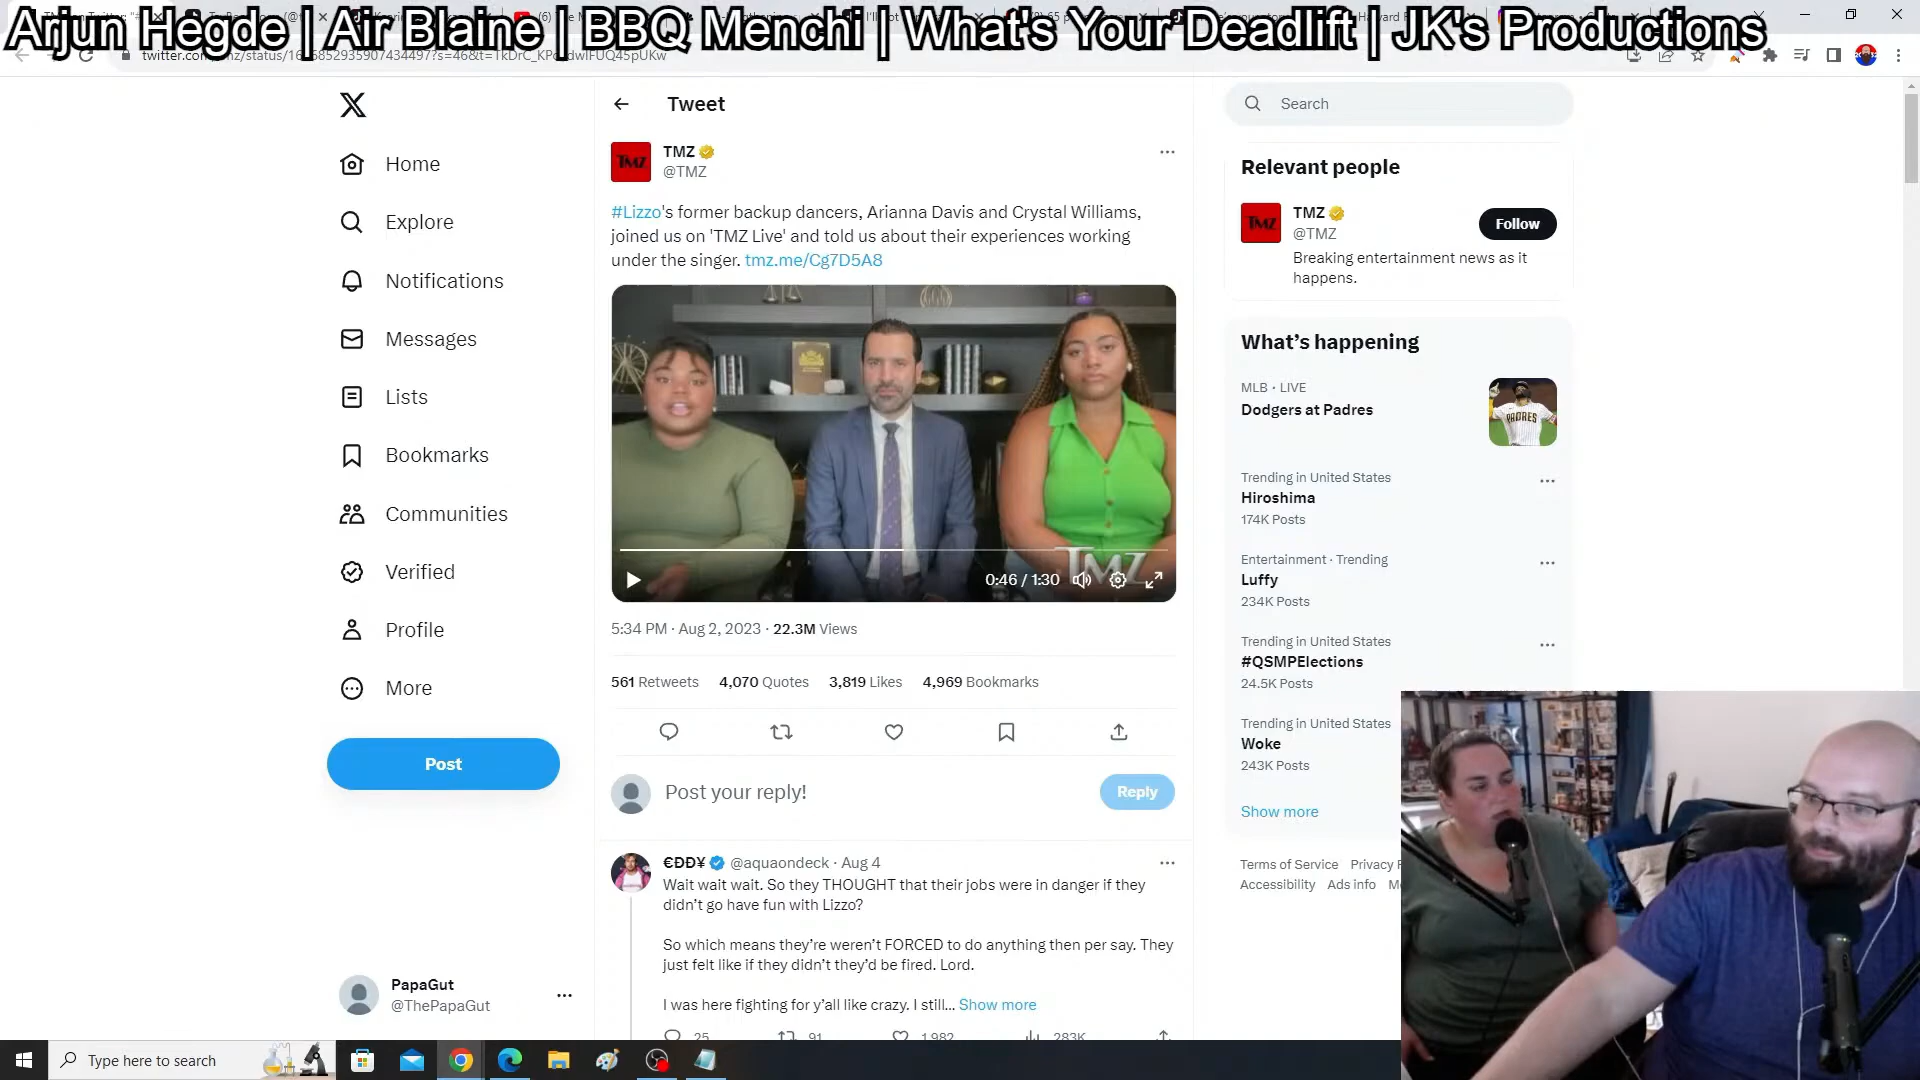 Arjun Hegde | Air Blaine | BBQ Menchi | What's Your Deadlift | JK's Productions
Tweet
Search
TMZ
@TMZ
#Lizzo's former backup dancers, Arianna Davis and Crystal Williams,
joined us on 'TMZ Live' and told us about their experiences working
under the singer. tmz.me/Cg7D5A8
TMZ
0:46 / 1:30
5:34 PM · Aug 2, 2023 · 22.3M Views
561 Retweets 4,070 Quotes 3,819 Likes 4,969 Bookmarks
Post your reply!
Reply
€ÐÐ¥ @aquaondeck · Aug 4
Wait wait wait. So they THOUGHT that their jobs were in danger if they
didn't go have fun with Lizzo?
So which means they're weren't FORCED to do anything then per say. They
just felt like if they didn't they'd be fired. Lord.
I was here fighting for y'all like crazy. I still... Show more
25 91 1,982 283K
Home
Explore
Notifications
Messages
Lists
Bookmarks
Communities
Verified
Profile
More
Post
PapaGut
@ThePapaGut
Relevant people
TMZ
@TMZ
Follow
Breaking entertainment news as it
happens.
What's happening
MLB · LIVE
Dodgers at Padres
PADRES
Trending in United States
Hiroshima
174K Posts
Entertainment · Trending
Luffy
234K Posts
Trending in United States
#QSMPElections
24.5K Posts
Trending in United States
Woke
243K Posts
Show more
Terms of Service Privacy
Accessibility Ads info
Type here to search